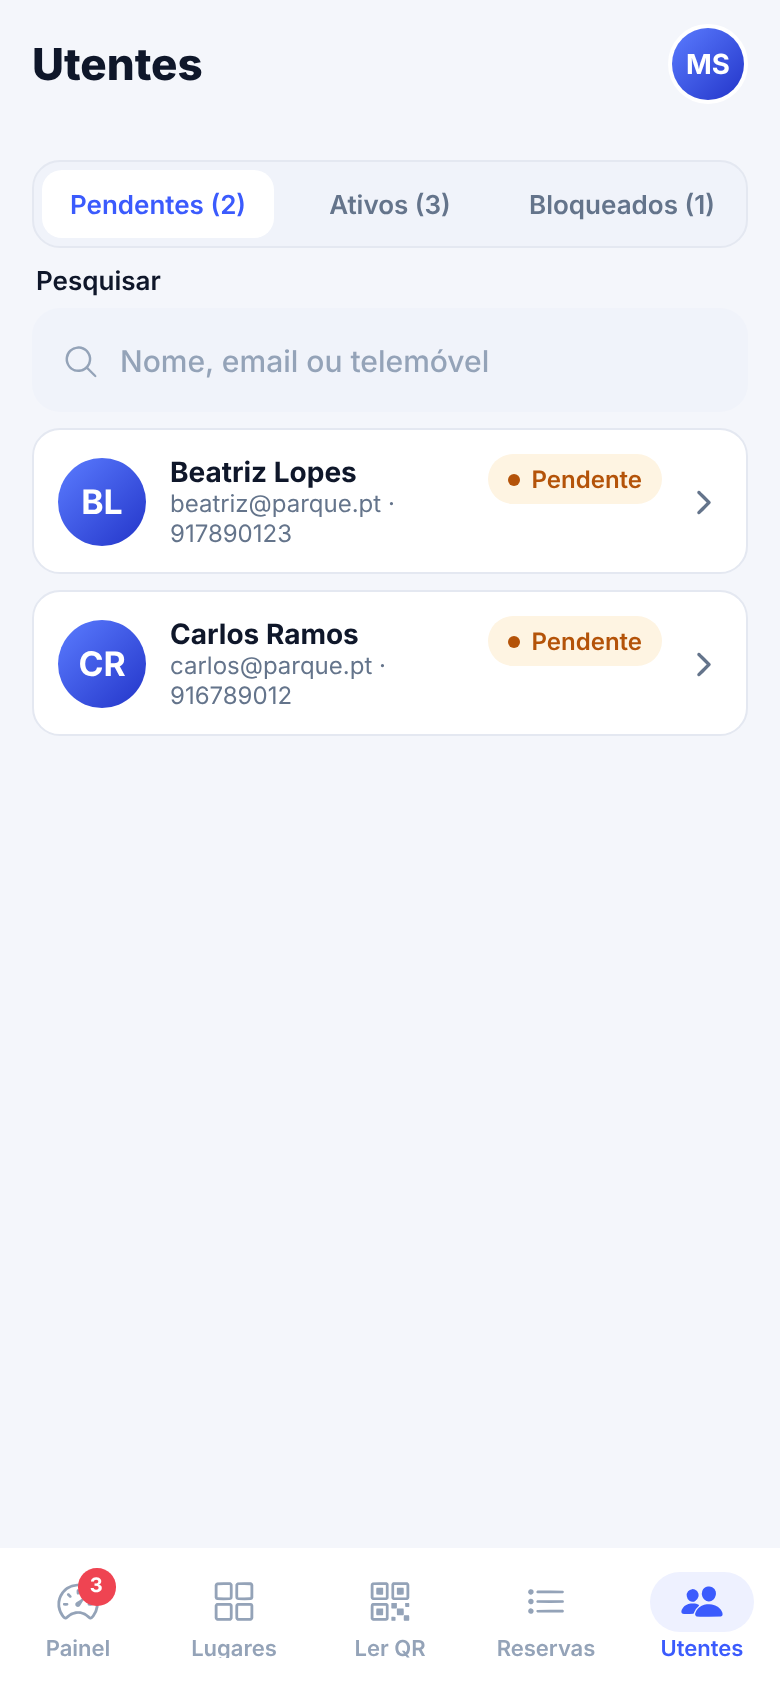 Utentes
MS
Pendentes (2)
Ativos (3)
Bloqueados (1)
Pesquisar
Nome, email ou telemóvel
BL
Beatriz Lopes
beatriz@parque.pt ·
917890123
Pendente
CR
Carlos Ramos
carlos@parque.pt ·
916789012
Pendente
3
Painel
Lugares
Ler QR
Reservas
Utentes